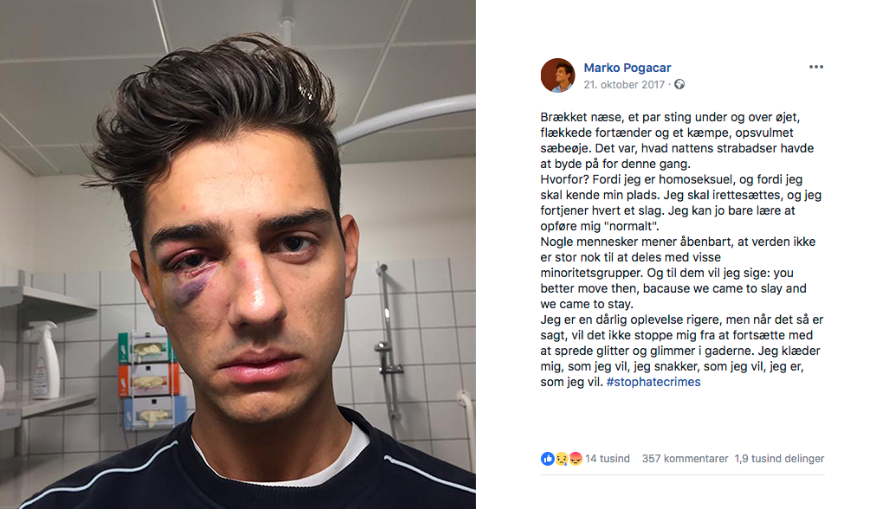 Marko Pogacar
21. oktober 2017 ·
Brækket næse, et par sting under og over øjet,
flækkede fortænder og et kæmpe, opsvulmet
sæbeøje. Det var, hvad nattens strabadser havde
at byde på for denne gang.
Hvorfor? Fordi jeg er homoseksuel, og fordi jeg
skal kende min plads. Jeg skal irettesættes, og jeg
fortjener hvert et slag. Jeg kan jo bare lære at
opføre mig "normalt".
Nogle mennesker mener åbenbart, at verden ikke
er stor nok til at deles med visse
minoritetsgrupper. Og til dem vil jeg sige: you
better move then, bacause we came to slay and
we came to stay.
Jeg er en dårlig oplevelse rigere, men når det så er
sagt, vil det ikke stoppe mig fra at fortsætte med
at sprede glitter og glimmer i gaderne. Jeg klæder
mig, som jeg vil, jeg snakker, som jeg vil, jeg er,
som jeg vil. #stophatecrimes
14 tusind 357 kommentarer 1,9 tusind delinger